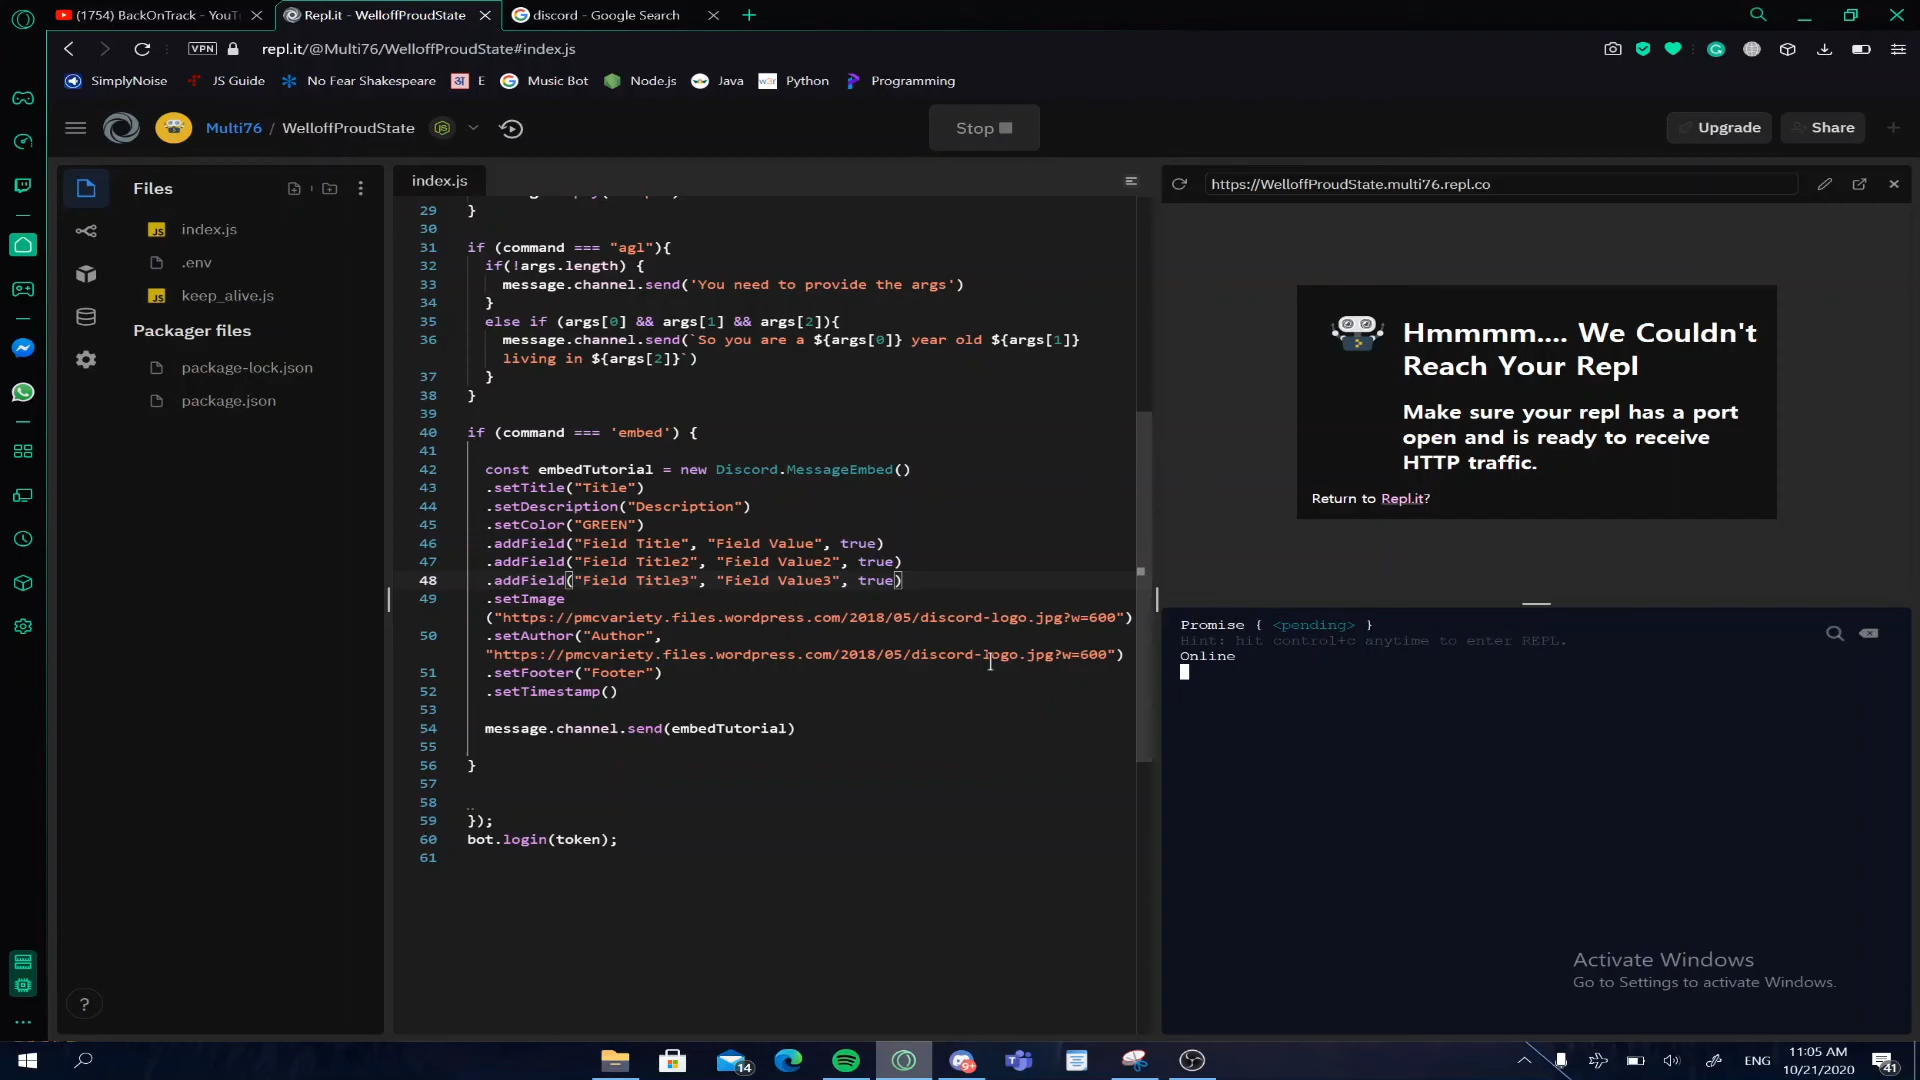 (1754) BackOnTrack - YouT
Repl.it - WelloffProudState
discord - Google Search
VPN
repl.it/@Multi76/WelloffProudState#index.js
SimplyNoise
JS Guide
No Fear Shakespeare
अ E
Music Bot
Node.js
Java
w3r Python
Programming
Multi76 / WelloffProudState
Stop
Upgrade
Share
Files
JS index.js
.env
JS keep_alive.js
Packager files
package-lock.json
package.json
?
index.js
29 }
30
31 if (command === "agl"){
32 if(!args.length) {
33 message.channel.send('You need to provide the args')
34 }
35 else if (args[0] && args[1] && args[2]){
36 message.channel.send(`So you are a ${args[0]} year old ${args[1]}
living in ${args[2]}`)
37 }
38 }
39
40 if (command === 'embed') {
41
42 const embedTutorial = new Discord.MessageEmbed()
43 .setTitle("Title")
44 .setDescription("Description")
45 .setColor("GREEN")
46 .addField("Field Title", "Field Value", true)
47 .addField("Field Title2", "Field Value2", true)
48 .addField("Field Title3", "Field Value3", true)
49 .setImage
("https://pmcvariety.files.wordpress.com/2018/05/discord-logo.jpg?w=600")
50 .setAuthor("Author",
"https://pmcvariety.files.wordpress.com/2018/05/discord-logo.jpg?w=600")
51 .setFooter("Footer")
52 .setTimestamp()
53
54 message.channel.send(embedTutorial)
55
56 }
57
58
59 });
60 bot.login(token);
61
https://WelloffProudState.multi76.repl.co
Hmmmm.... We Couldn't
Reach Your Repl
Make sure your repl has a port
open and is ready to receive
HTTP traffic.
Return to Repl.it?
Promise { <pending> }
Hint: hit control+c anytime to enter REPL.
Online
Activate Windows
Go to Settings to activate Windows.
14
9+
ENG
11:05 AM
10/21/2020
41